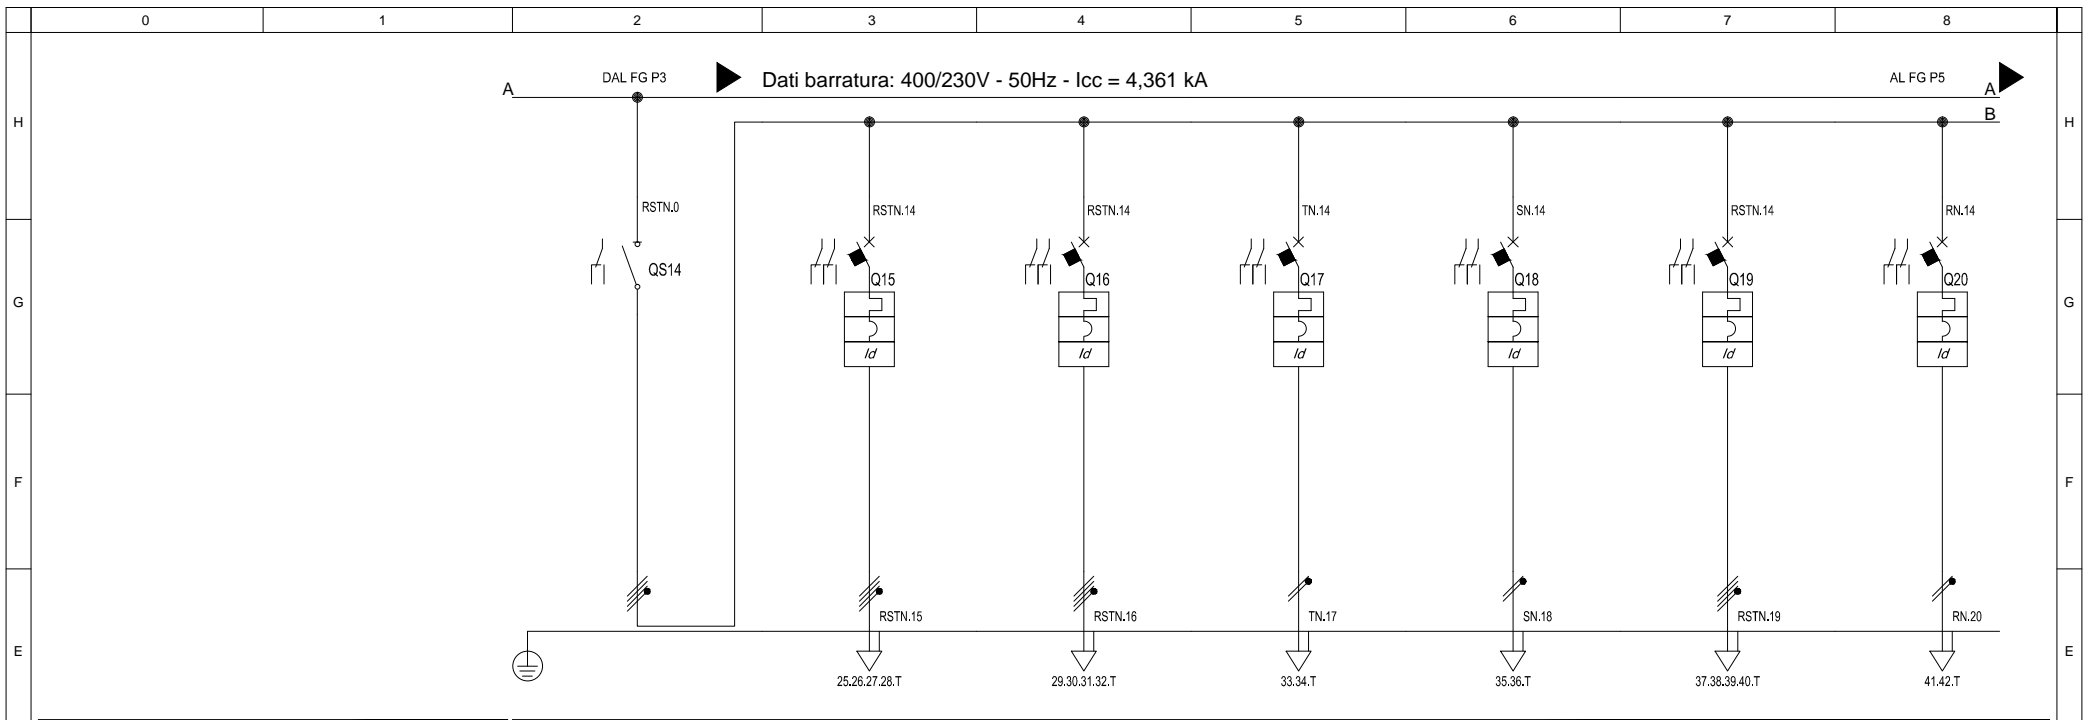 0 1 2 3 4 5 6 7 8
DAL FG P3 Dati barratura: 400/230V - 50Hz - Icc = 4,361 kA AL FG P5
A A
B
H H
RSTN.0 RSTN.14 RSTN.14 TN.14 SN.14 RSTN.14 RN.14
QS14 Q15 Q16 Q17 Q18 Q19 Q20
G G
Id Id Id Id Id Id
F F
RSTN.15 RSTN.16 TN.17 SN.18 RSTN.19 RN.20
E E
25.26.27.28.T 29.30.31.32.T 33.34.T 35.36.T 37.38.39.40.T 41.42.T